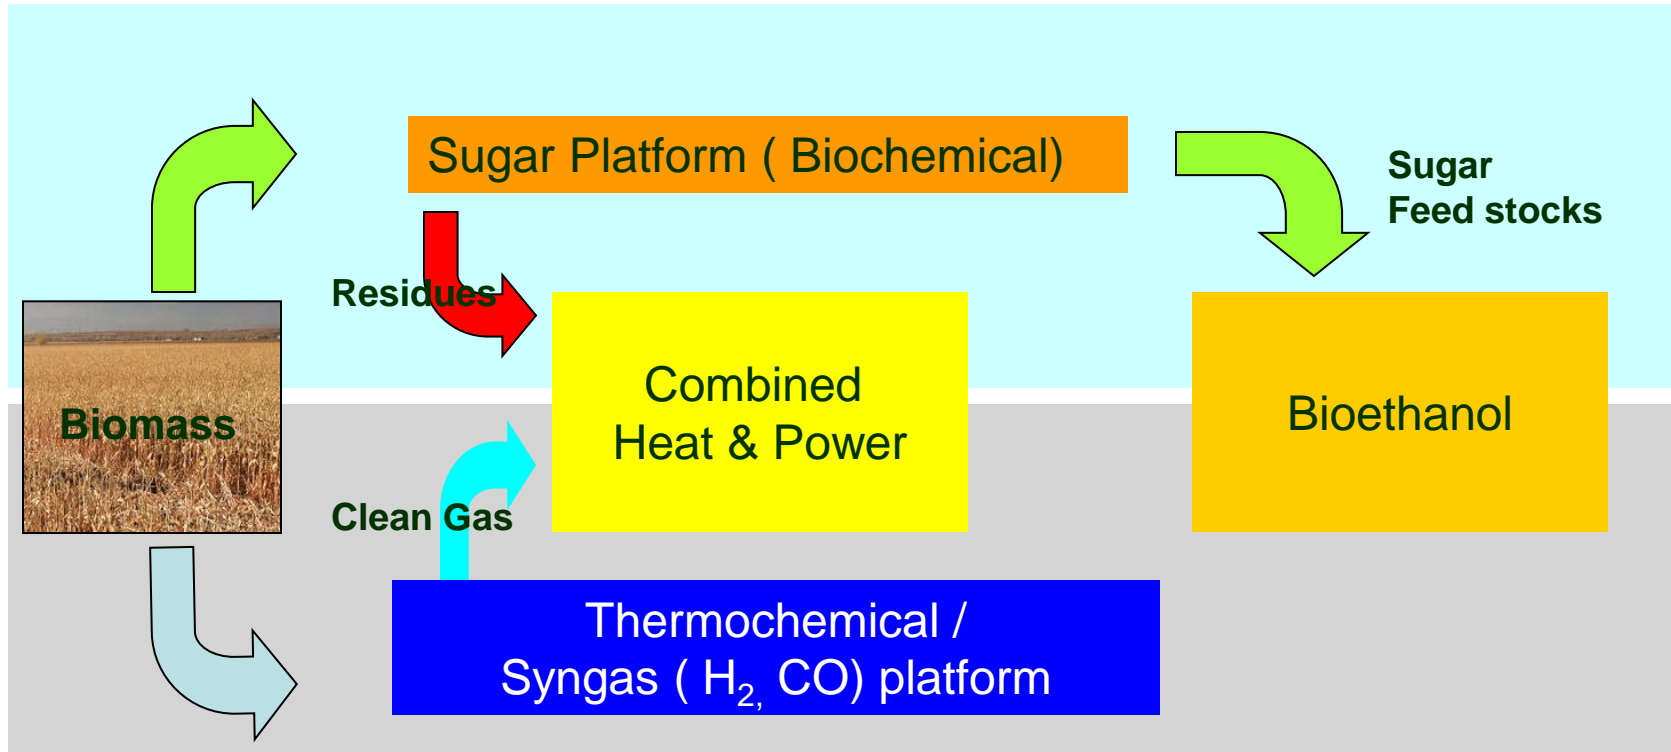 Sugar Platform ( Biochemical)
Sugar
Feed stocks
Residues
Combined
Heat & Power
Bioethanol
Biomass
Clean Gas
Thermochemical /
Syngas ( H₂, CO) platform